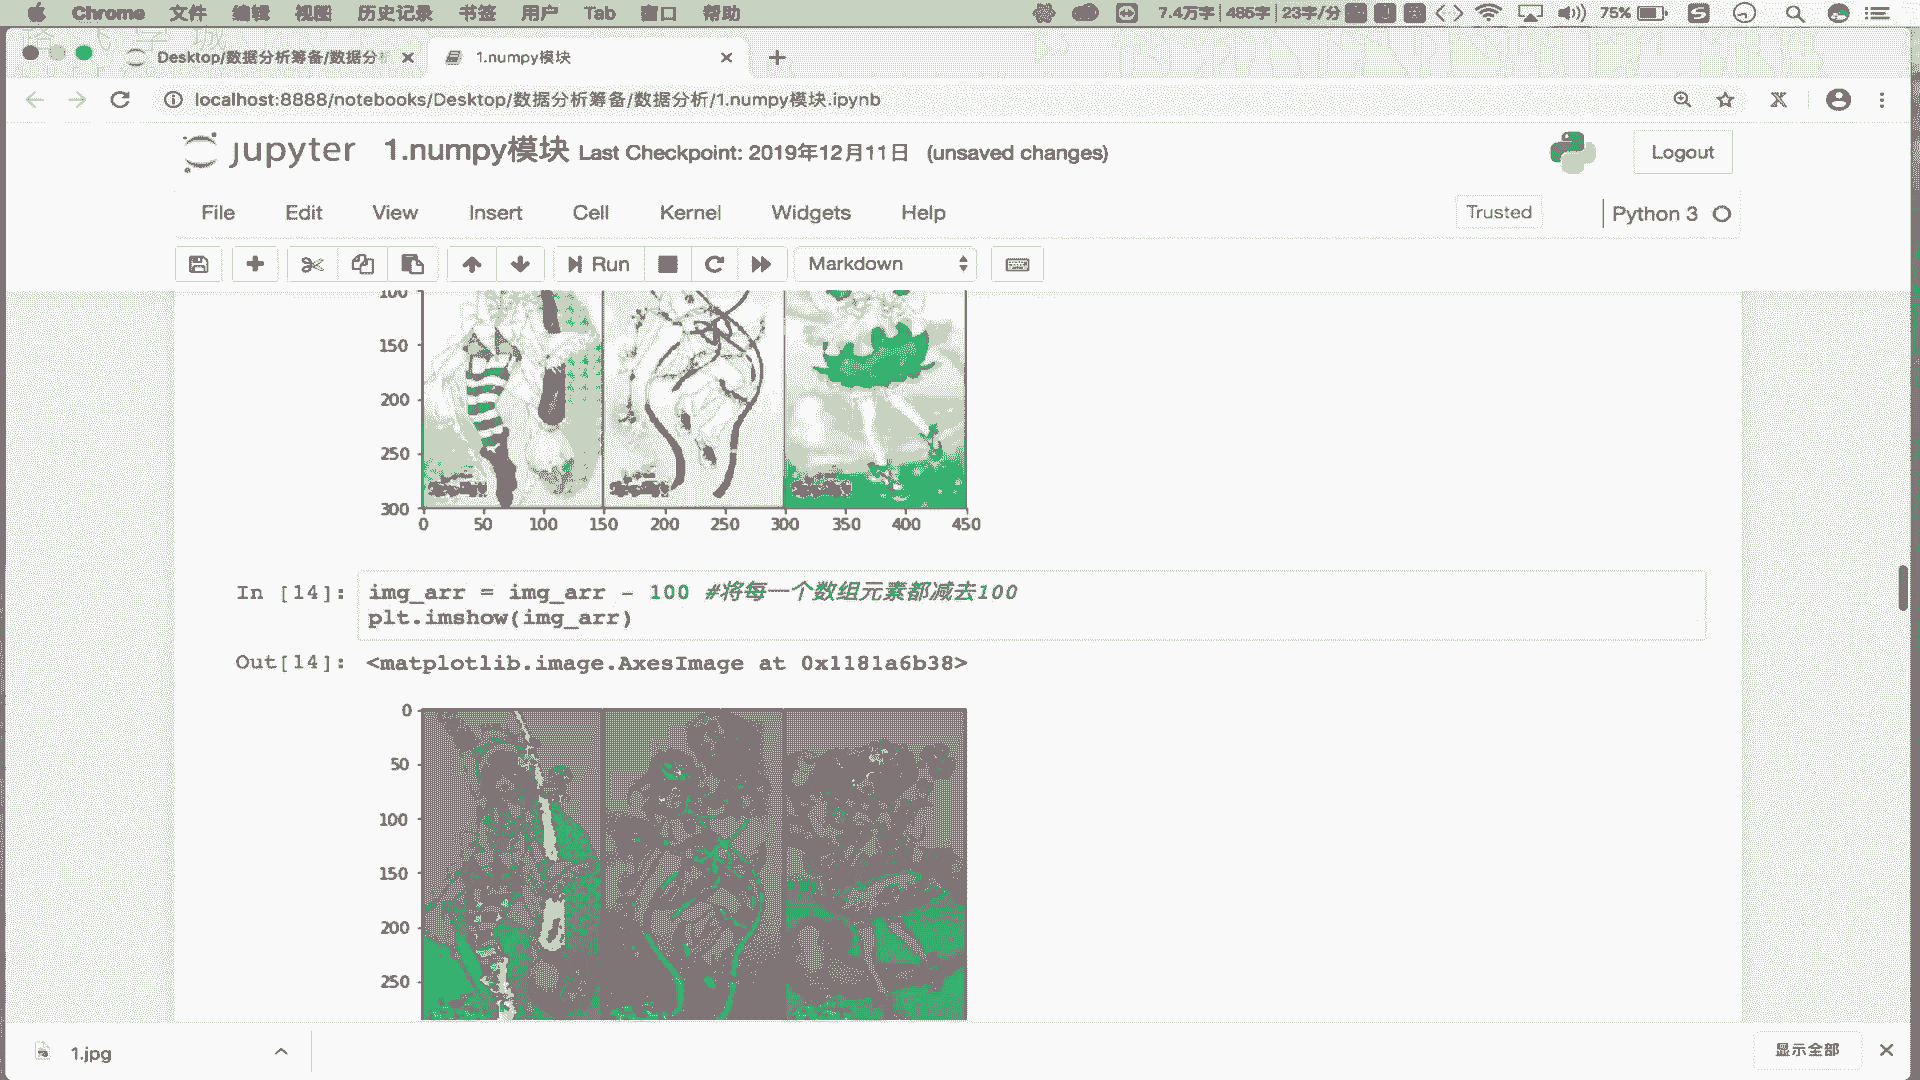 Chrome 文件 编辑 视图 历史记录 书签 用户 Tab 窗口 帮助 7.4万字 485字 23字/分 75%
Desktop/数据分析筹备/数据分析
1.numpy模块
localhost:8888/notebooks/Desktop/数据分析筹备/数据分析/1.numpy模块.ipynb
jupyter 1.numpy模块 Last Checkpoint: 2019年12月11日 (unsaved changes)
Logout
File Edit View Insert Cell Kernel Widgets Help
Trusted
Python 3
Run
Markdown
100
150
200
250
300
0 50 100 150 200 250 300 350 400 450
In [14]: img_arr = img_arr - 100 #将每一个数组元素都减去100
plt.imshow(img_arr)
Out[14]: <matplotlib.image.AxesImage at 0x1181a6b38>
0
50
100
150
200
250
1.jpg
显示全部